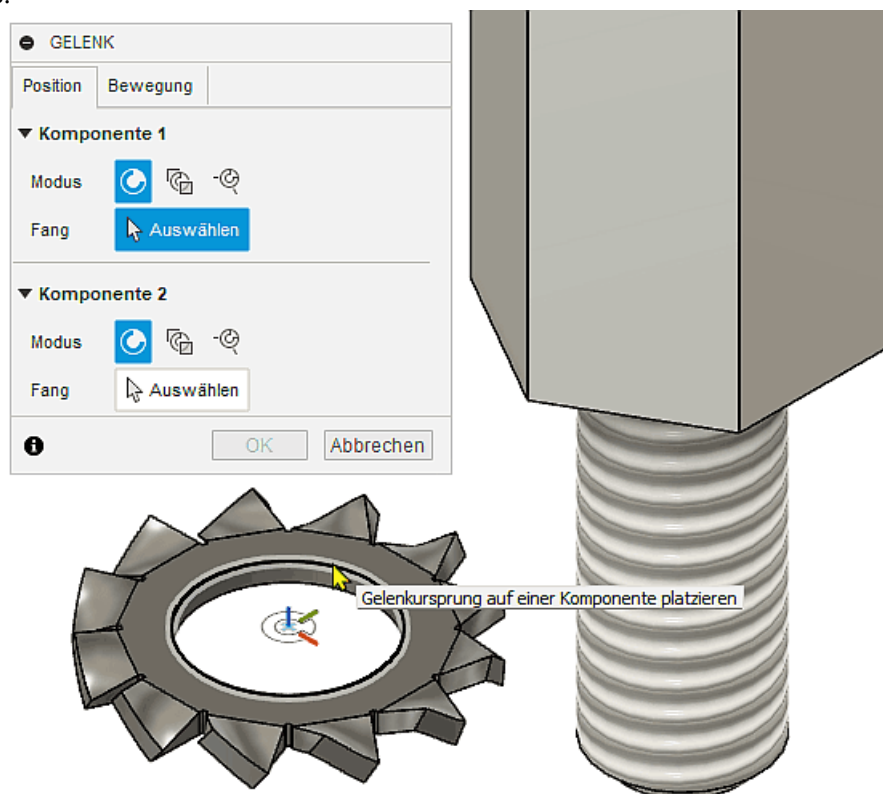 GELENK
Position Bewegung
Komponente 1
Modus
Fang Auswählen
Komponente 2
Modus
Fang Auswählen
OK Abbrechen
Gelenkursprung auf einer Komponente platzieren